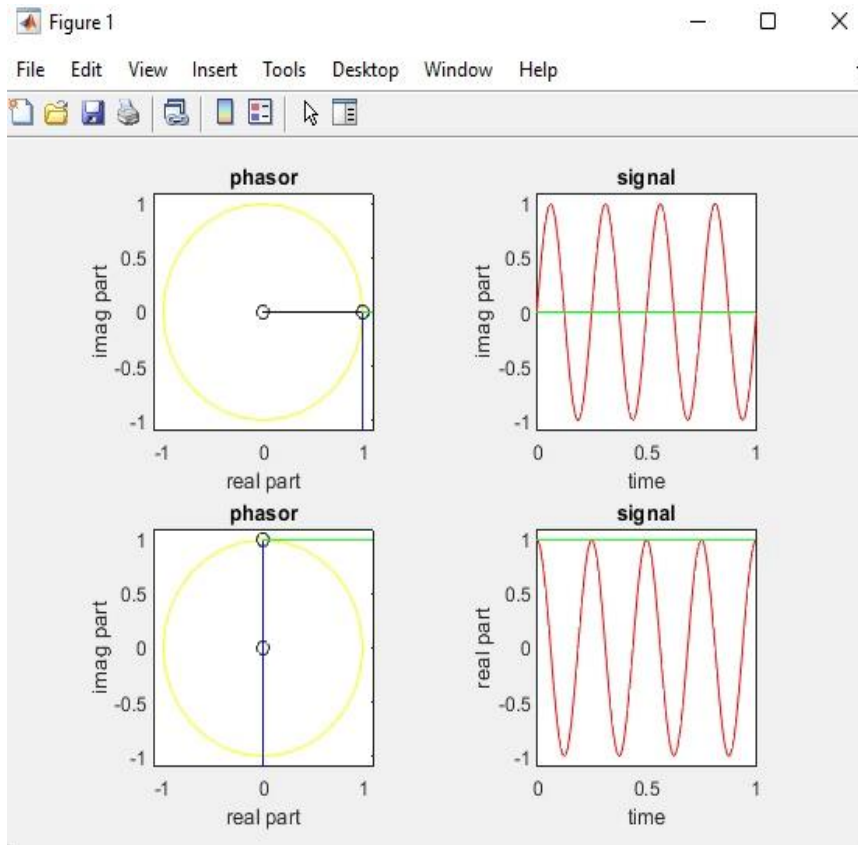 Figure 1
File Edit View Insert Tools Desktop Window Help
phasor
1
0.5
0
-0.5
-1
imag part
-1 0 1
real part
signal
1
0.5
0
-0.5
-1
imag part
0 0.5 1
time
phasor
1
0.5
0
-0.5
-1
imag part
-1 0 1
real part
signal
1
0.5
0
-0.5
-1
real part
0 0.5 1
time